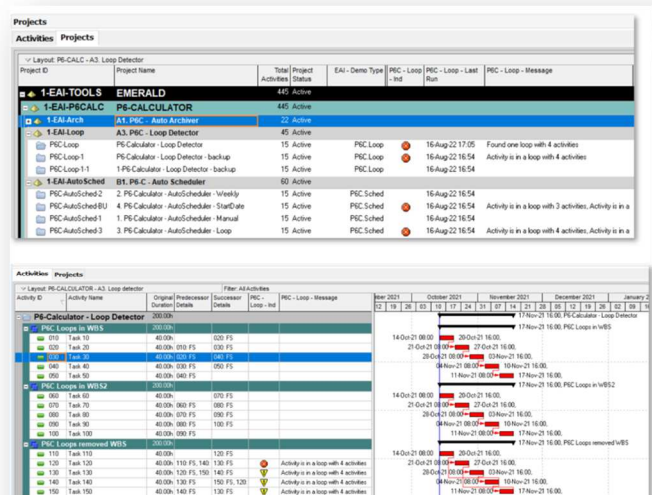 Projects
Activities Projects
Layout: P6-CALC - A3. Loop Detector
Project ID Project Name Total Activities Project Status EAI - Demo Type P6C - Loop - Ind P6C - Loop - Last Run P6C - Loop - Message
1-EAI-TOOLS EMERALD 445 Active
1-EAI-P6CALC P6-CALCULATOR 445 Active
1-EAI-Arch A1. P6C - Auto Archiver 22 Active
1-EAI-Loop A3. P6C - Loop Detector 45 Active
P6C-Loop P6-Calculator - Loop Detector 15 Active P6C.Loop 16-Aug-22 17:05 Found one loop with 4 activities
P6C-Loop-1 P6-Calculator - Loop Detector - backup 15 Active P6C.Loop 16-Aug-22 16:54 Activity is in a loop with 4 activities
P6C-Loop-1-1 1-P6-Calculator - Loop Detector - backup 15 Active P6C.Loop 16-Aug-22 16:54
1-EAI-AutoSched B1. P6-C - Auto Scheduler 60 Active
P6C-AutoSched-2 2. P6-Calculator - AutoScheduler - Weekly 15 Active P6C.Sched 16-Aug-22 16:54
P6C-AutoSched-BU 4. P6-Calculator - AutoScheduler - StartDate 15 Active P6C.Sched 16-Aug-22 16:54 Activity is in a loop with 3 activities, Activity is in a
P6C-AutoSched-1 1. P6-Calculator - AutoScheduler - Manual 15 Active P6C.Sched 16-Aug-22 16:54
P6C-AutoSched-3 3. P6-Calculator - AutoScheduler - Loop 15 Active P6C.Sched 16-Aug-22 16:54 Activity is in a loop with 4 activities, Activity is in a
Activities Projects
Layout: P6-CALCULATOR - A3. Loop detector Filter: All Activities
Activity ID Activity Name Original Duration Predecessor Details Successor Details P6C - Loop - Ind P6C - Loop - Message
October 2021 November 2021 December 2021 January 2
12 19 26 03 10 17 24 31 07 14 21 28 05 12 19 26 02 09
P6-Calculator - Loop Detector 200.00h 17-Nov-21 16:00, P6-Calculator - Loop Detector
P6C Loops in WBS 200.00h 17-Nov-21 16:00, P6C Loops in WBS
010 Task 10 40.00h 020: FS 14-Oct-21 08:00 20-Oct-21 16:00,
020 Task 20 40.00h 010: FS 030: FS 21-Oct-21 08:00 27-Oct-21 16:00,
030 Task 30 40.00h 020: FS 040: FS 28-Oct-21 08:00 03-Nov-21 16:00,
040 Task 40 40.00h 030: FS 050: FS 04-Nov-21 08:00 10-Nov-21 16:00,
050 Task 50 40.00h 040: FS 11-Nov-21 08:00 17-Nov-21 16:00,
P6C Loops in WBS2 200.00h 17-Nov-21 16:00, P6C Loops in WBS2
060 Task 60 40.00h 070: FS 14-Oct-21 08:00 20-Oct-21 16:00,
070 Task 70 40.00h 060: FS 080: FS 21-Oct-21 08:00 27-Oct-21 16:00,
080 Task 80 40.00h 070: FS 090: FS 28-Oct-21 08:00 03-Nov-21 16:00,
090 Task 90 40.00h 080: FS 100: FS 04-Nov-21 08:00 10-Nov-21 16:00,
100 Task 100 40.00h 090: FS 11-Nov-21 08:00 17-Nov-21 16:00,
P6C Loops removed WBS 200.00h 17-Nov-21 16:00, P6C Loops removed WBS
110 Task 110 40.00h 120: FS 14-Oct-21 08:00 20-Oct-21 16:00,
120 Task 120 40.00h 110: FS, 140: 130: FS Activity is in a loop with 4 activities 21-Oct-21 08:00 27-Oct-21 16:00,
130 Task 130 40.00h 120: FS, 150: 140: FS Activity is in a loop with 4 activities 28-Oct-21 08:00 03-Nov-21 16:00,
140 Task 140 40.00h 130: FS 150: FS, 120: Activity is in a loop with 4 activities 04-Nov-21 08:00 10-Nov-21 16:00,
150 Task 150 40.00h 140: FS 130: FS Activity is in a loop with 4 activities 11-Nov-21 08:00 17-Nov-21 16:00,